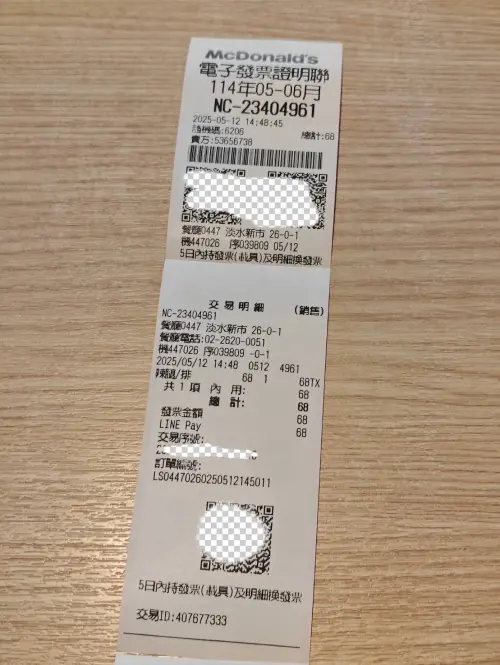 McDonald's
電子發票證明聯
114年05-06月
NC-23404961
2025-05-12 14:48:45
隨機碼:6206 總計:68
賣方:53656738
餐廳0447 淡水新市 26-0-1
機447026 序039809 05/12
5日內持發票(載具)及明細換發票
交易明細 (銷售)
NC-23404961
餐廳0447 淡水新市 26-0-1
餐廳電話:02-2620-0051
機447026 序039809 -0-1
2025/05/12 14:48 0512 4961
辣腿/排 68 1 68TX
共 1 項 內 用: 68
總 計: 68
發票金額 68
LINE Pay 68
交易序號:
訂單編號:
LS04470260250512145011
5日內持發票(載具)及明細換發票
交易ID:407677333